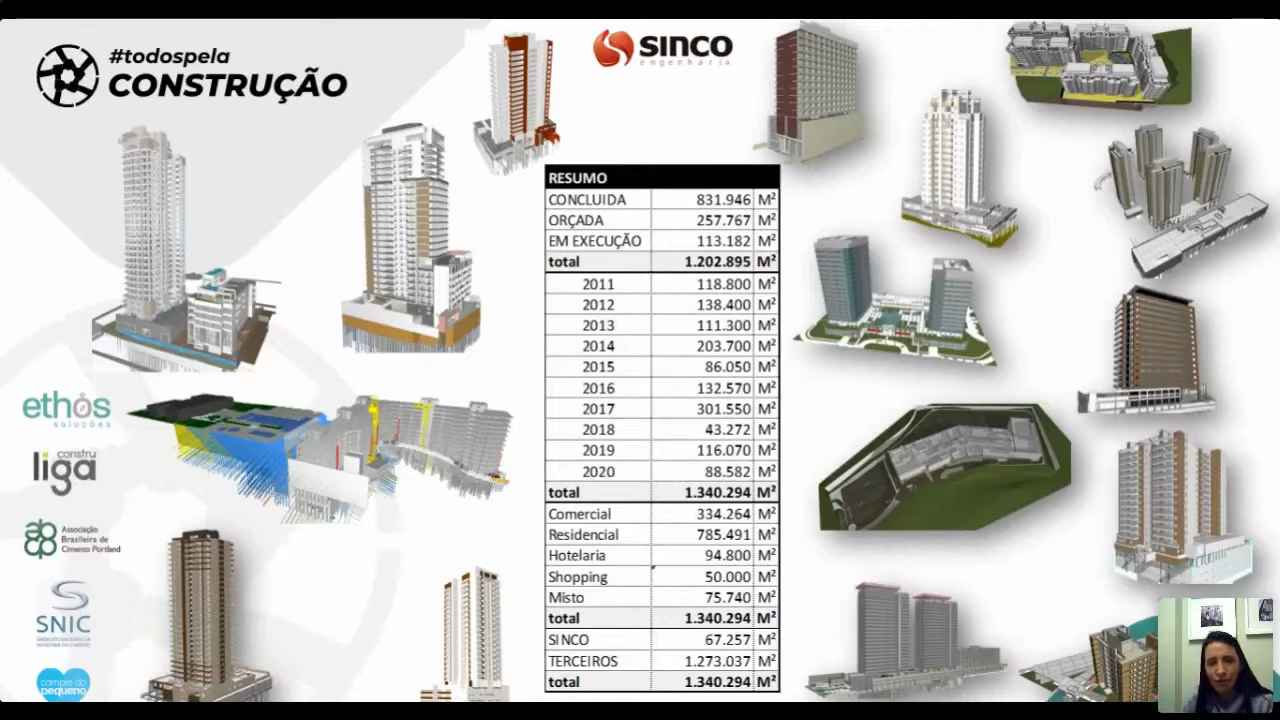 #todospela
CONSTRUÇÃO
SINCO
engenharia
RESUMO
CONCLUIDA 831.946 M²
ORÇADA 257.767 M²
EM EXECUÇÃO 113.182 M²
total 1.202.895 M²
2011 118.800 M²
2012 138.400 M²
2013 111.300 M²
2014 203.700 M²
2015 86.050 M²
2016 132.570 M²
2017 301.550 M²
2018 43.272 M²
2019 116.070 M²
2020 88.582 M²
total 1.340.294 M²
Comercial 334.264 M²
Residencial 785.491 M²
Hotelaria 94.800 M²
Shopping 50.000 M²
Misto 75.740 M²
total 1.340.294 M²
SINCO 67.257 M²
TERCEIROS 1.273.037 M²
total 1.340.294 M²
ethos
soluções
constru
liga
Associação
Brasileira de
Cimento Portland
SNIC
compre do
pequeno